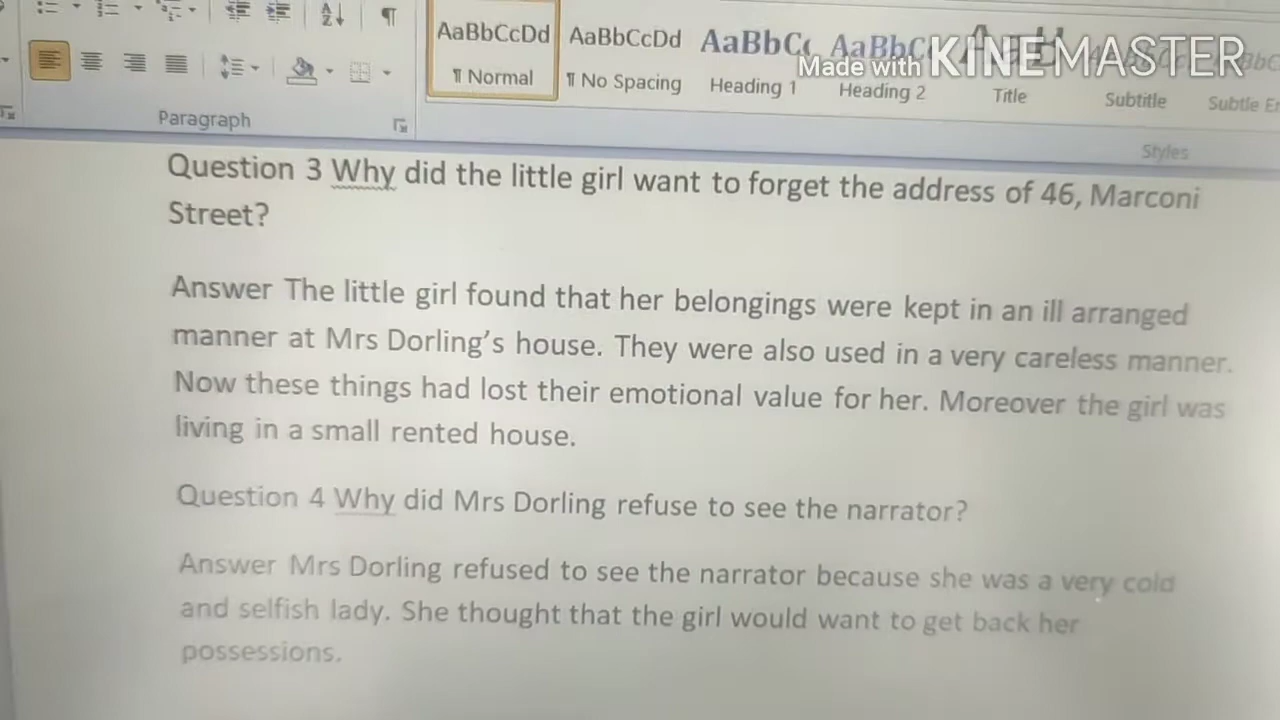 AaBbCcDd AaBbCcDd AaBbC AaBbC
Made with KINEMASTER
¶ Normal ¶ No Spacing Heading 1 Heading 2 Title Subtitle Subtle
Paragraph
Styles
Question 3 Why did the little girl want to forget the address of 46, Marconi
Street?
Answer The little girl found that her belongings were kept in an ill arranged
manner at Mrs Dorling's house. They were also used in a very careless manner.
Now these things had lost their emotional value for her. Moreover the girl was
living in a small rented house.
Question 4 Why did Mrs Dorling refuse to see the narrator?
Answer Mrs Dorling refused to see the narrator because she was a very cold
and selfish lady. She thought that the girl would want to get back her
possessions.